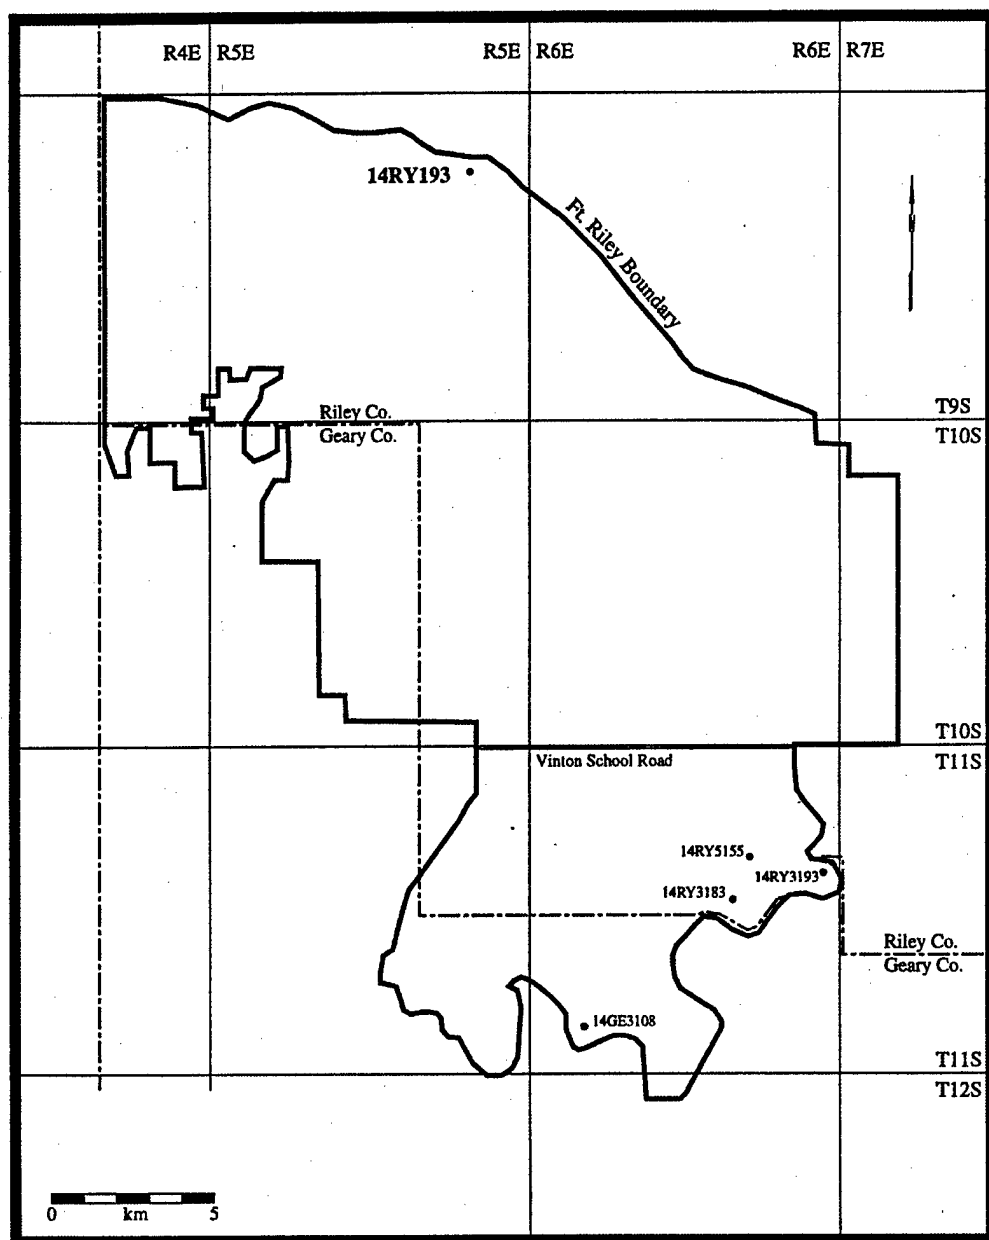 R4E R5E
R5E R6E
R6E R7E
14RY193
Ft. Riley Boundary
N
Riley Co.
Geary Co.
T9S
T10S
T10S
T11S
Vinton School Road
14RY5155
14RY3193
14RY3183
Riley Co.
Geary Co.
14GE3108
T11S
T12S
0 km 5